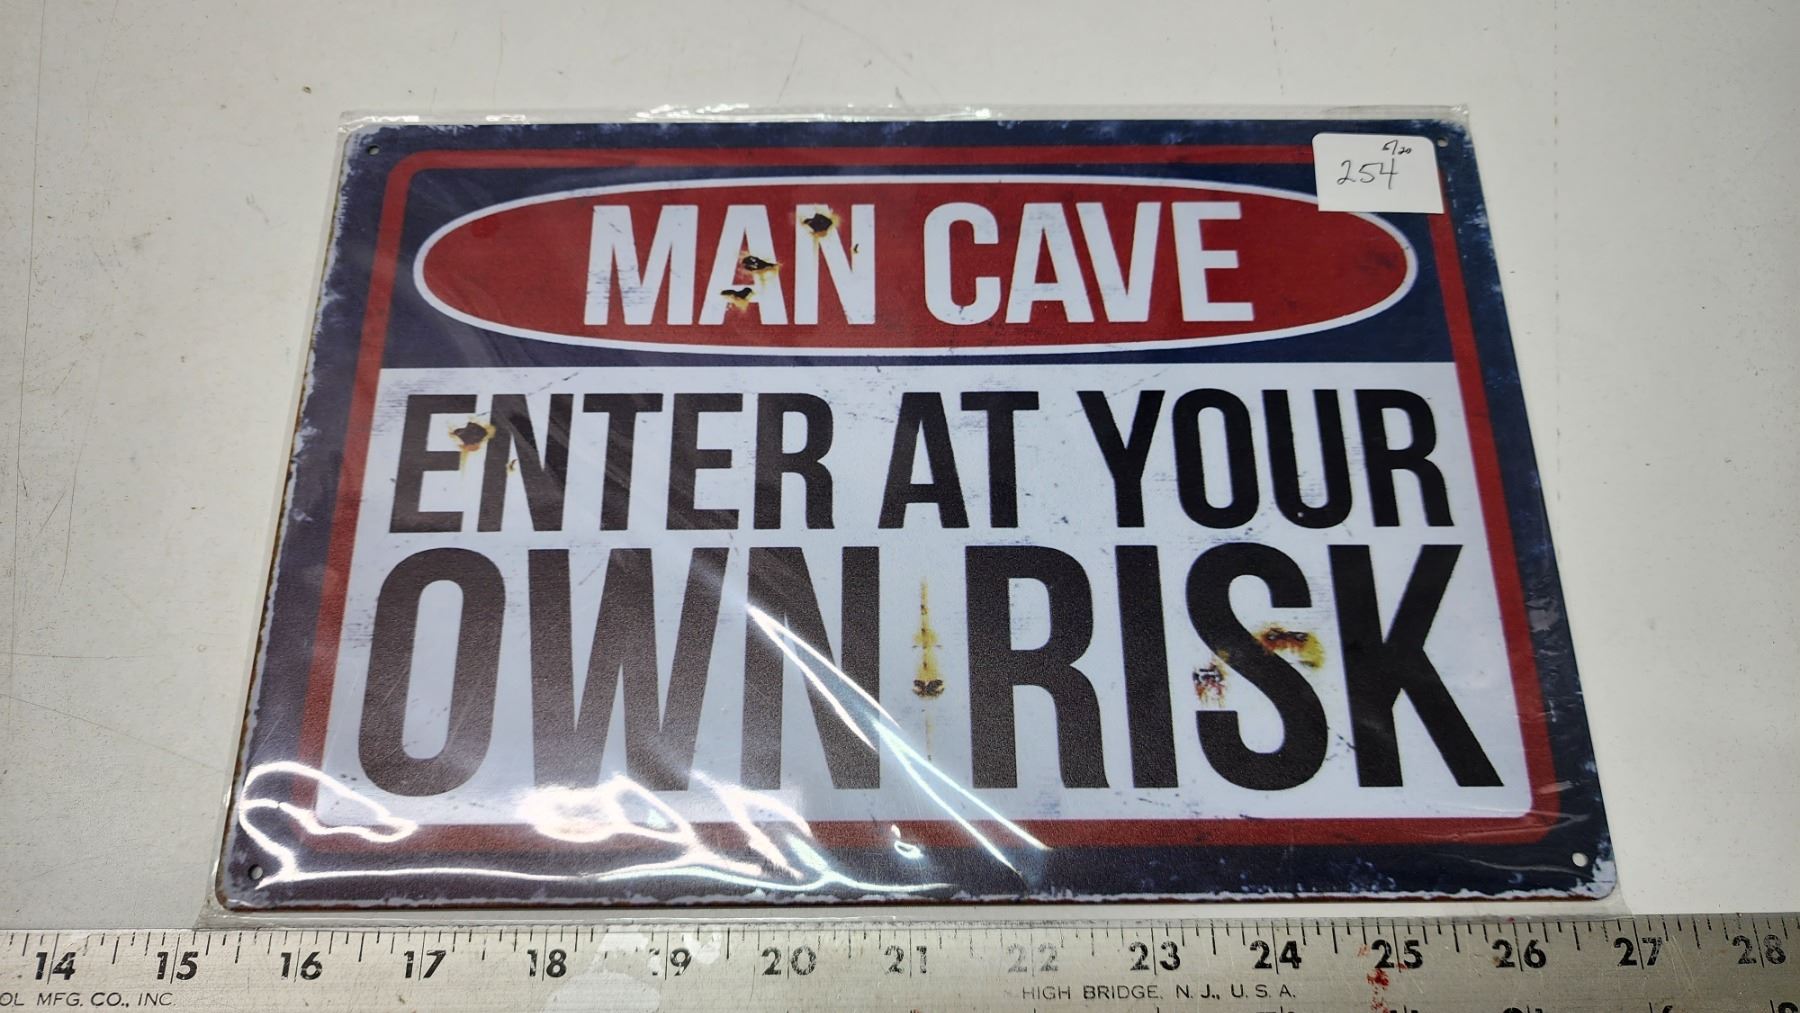 254
MAN CAVE
ENTER AT YOUR
OWN RISK
14 15 16 17 18 19 20 21 22 23 24 25 26 27 28
OL MFG. CO., INC. HIGH BRIDGE, N. J., U. S. A.